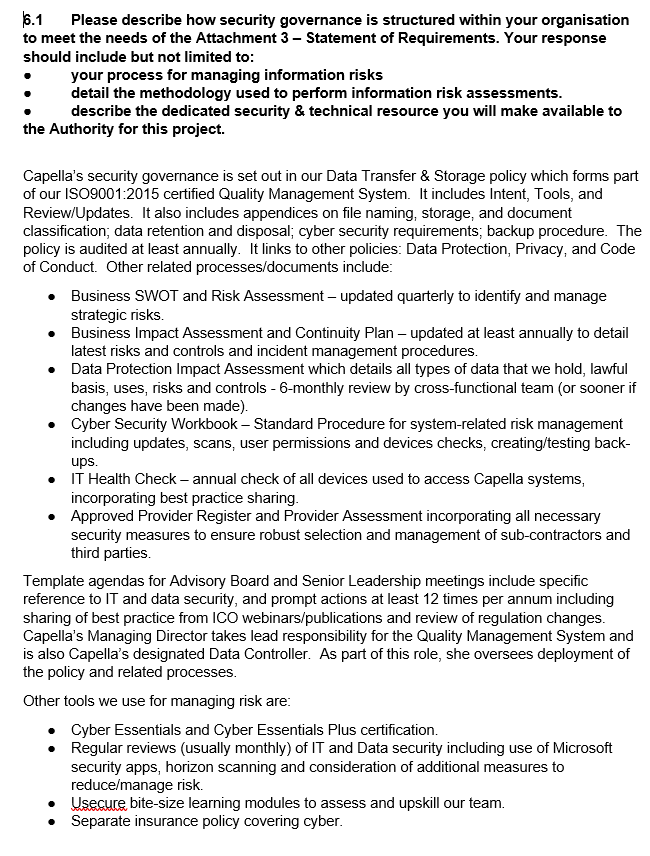 6.1 Please describe how security governance is structured within your organisation
to meet the needs of the Attachment 3 – Statement of Requirements. Your response
should include but not limited to:
• your process for managing information risks
• detail the methodology used to perform information risk assessments.
• describe the dedicated security & technical resource you will make available to
the Authority for this project.
Capella's security governance is set out in our Data Transfer & Storage policy which forms part
of our ISO9001:2015 certified Quality Management System. It includes Intent, Tools, and
Review/Updates. It also includes appendices on file naming, storage, and document
classification; data retention and disposal; cyber security requirements; backup procedure. The
policy is audited at least annually. It links to other policies: Data Protection, Privacy, and Code
of Conduct. Other related processes/documents include:
• Business SWOT and Risk Assessment – updated quarterly to identify and manage
strategic risks.
• Business Impact Assessment and Continuity Plan – updated at least annually to detail
latest risks and controls and incident management procedures.
• Data Protection Impact Assessment which details all types of data that we hold, lawful
basis, uses, risks and controls - 6-monthly review by cross-functional team (or sooner if
changes have been made).
• Cyber Security Workbook – Standard Procedure for system-related risk management
including updates, scans, user permissions and devices checks, creating/testing back-
ups.
• IT Health Check – annual check of all devices used to access Capella systems,
incorporating best practice sharing.
• Approved Provider Register and Provider Assessment incorporating all necessary
security measures to ensure robust selection and management of sub-contractors and
third parties.
Template agendas for Advisory Board and Senior Leadership meetings include specific
reference to IT and data security, and prompt actions at least 12 times per annum including
sharing of best practice from ICO webinars/publications and review of regulation changes.
Capella's Managing Director takes lead responsibility for the Quality Management System and
is also Capella's designated Data Controller. As part of this role, she oversees deployment of
the policy and related processes.
Other tools we use for managing risk are:
• Cyber Essentials and Cyber Essentials Plus certification.
• Regular reviews (usually monthly) of IT and Data security including use of Microsoft
security apps, horizon scanning and consideration of additional measures to
reduce/manage risk.
• Usecure bite-size learning modules to assess and upskill our team.
• Separate insurance policy covering cyber.